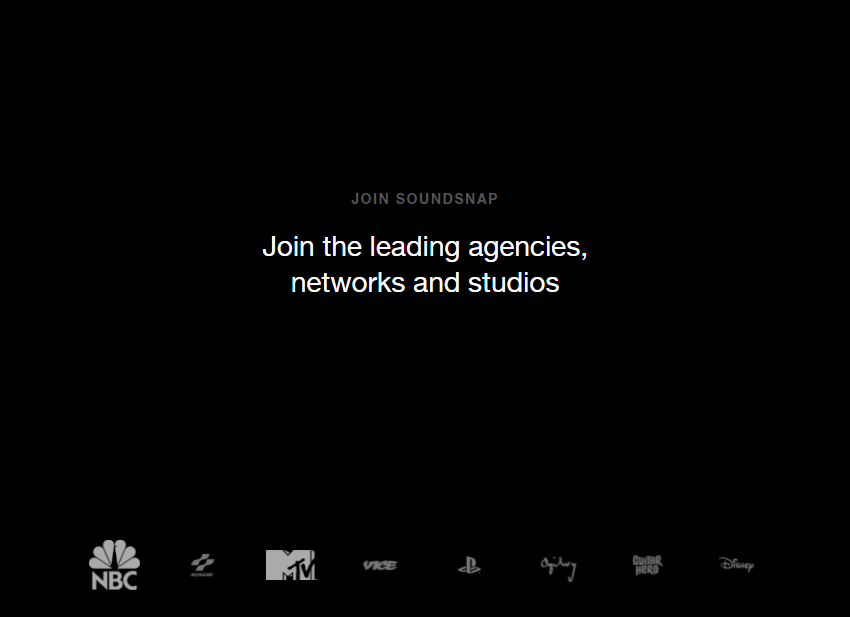 JOIN SOUNDSNAP
Join the leading agencies,
networks and studios
NBC
KONAMI
MTV
VICE
Ogilvy
GUITAR
HERO
Disney